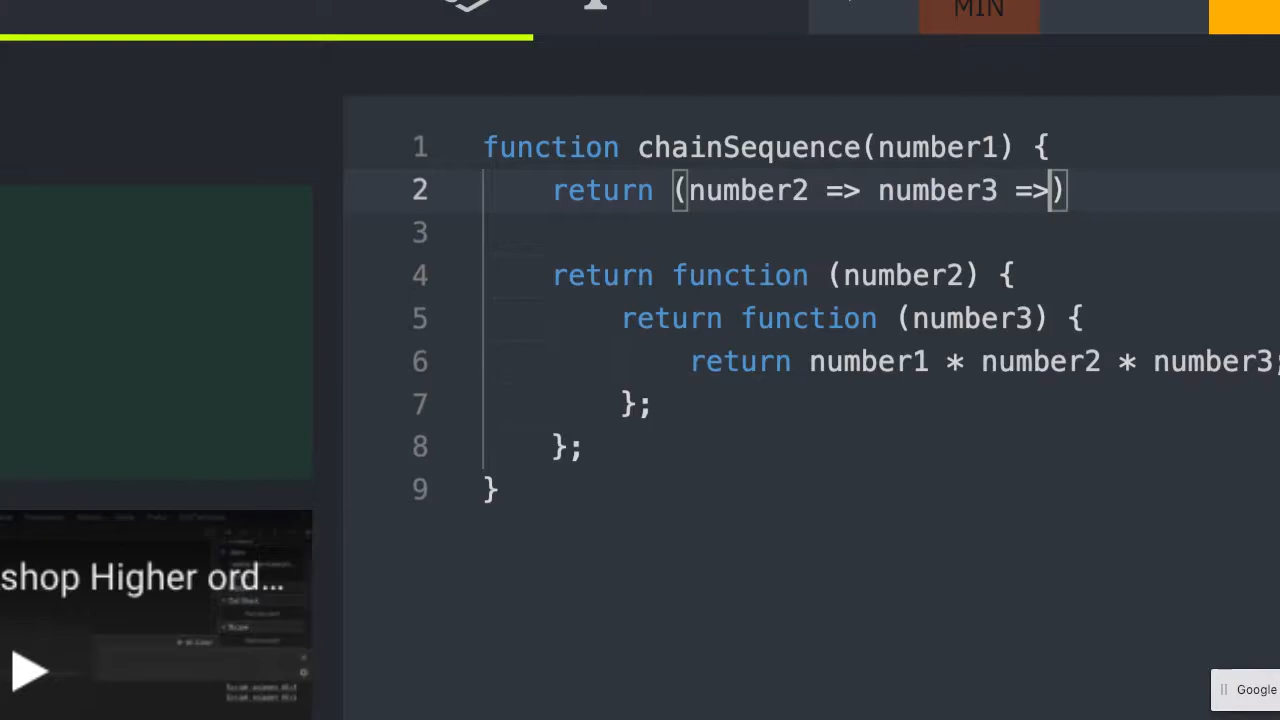 MIN
1 function chainSequence(number1) {
2 return (number2 => number3 =>)
3
4 return function (number2) {
5 return function (number3) {
6 return number1 * number2 * number3;
7 };
8 };
9 }
shop Higher ord...
Google